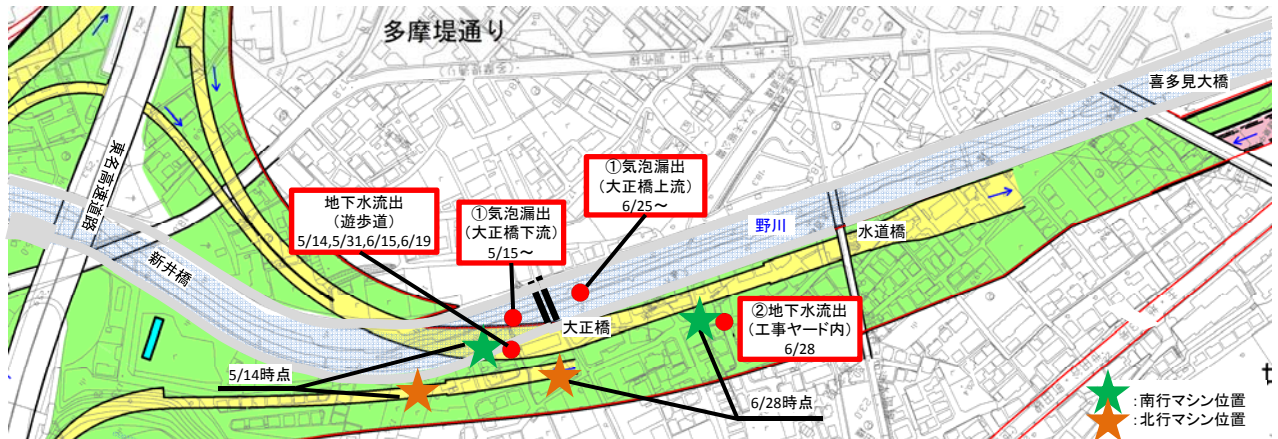 多摩堤通り
喜多見大橋
東名高速道路
①気泡漏出
(大正橋上流)
6/25～
地下水流出
(遊歩道)
5/14,5/31,6/15,6/19
①気泡漏出
(大正橋下流)
5/15～
野川
水道橋
新井橋
大正橋
②地下水流出
(工事ヤード内)
6/28
5/14時点
6/28時点
:南行マシン位置
:北行マシン位置